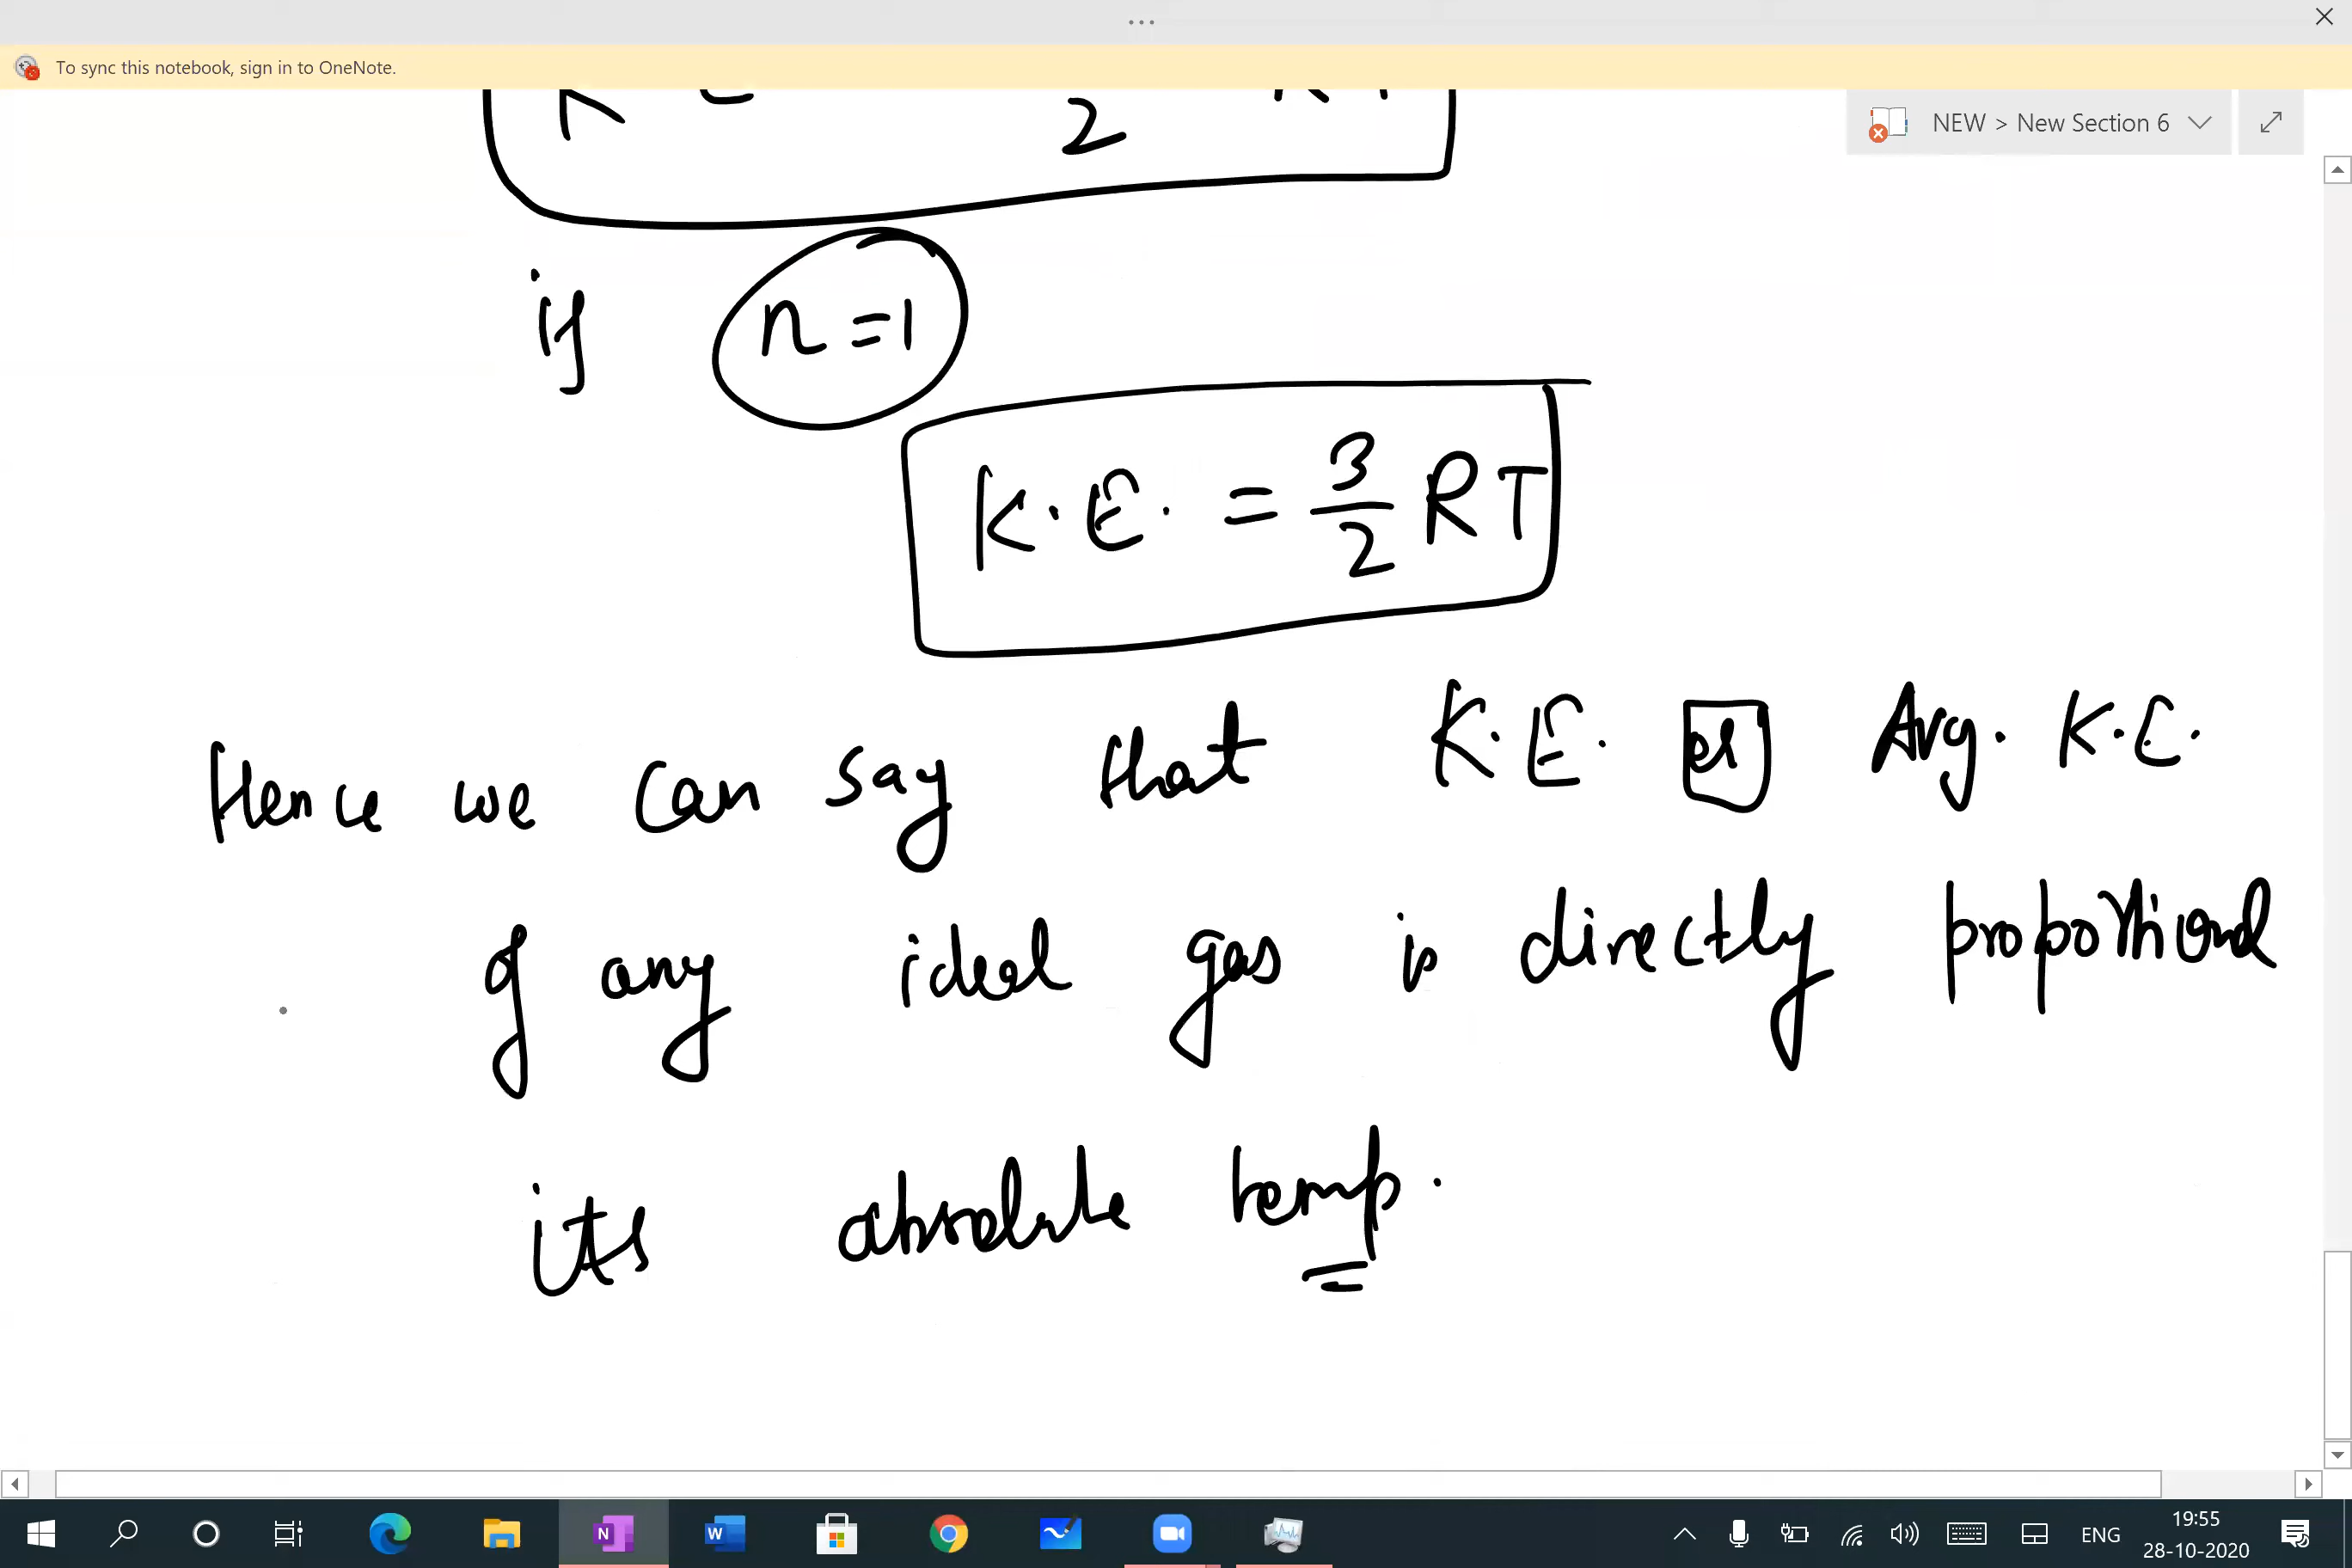 To sync this notebook, sign in to OneNote.
NEW > New Section 6
2
if n=1
K.E. = 3/2 RT
Hence we can say that K.E. or Avg. K.E.
of any ideal gas is directly proportional
its absolute temp.
ENG
19:55
28-10-2020